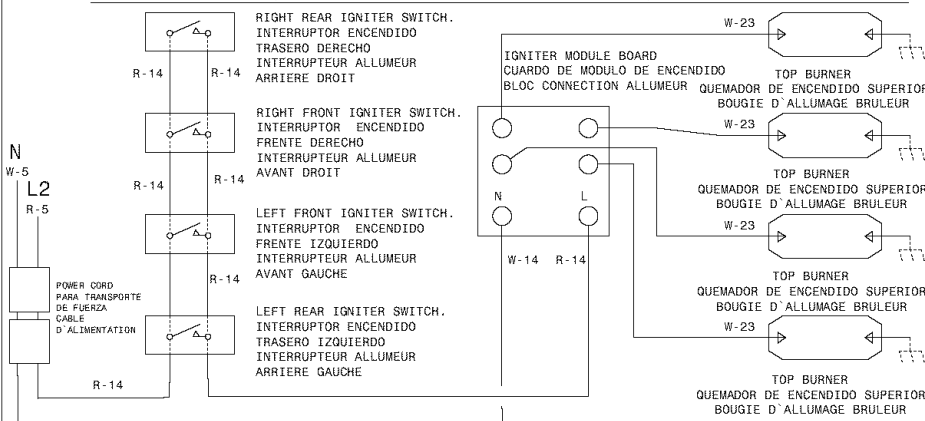 RIGHT REAR IGNITER SWITCH.
INTERRUPTOR ENCENDIDO
TRASERO DERECHO
INTERRUPTEUR ALLUMEUR
ARRIERE DROIT
R-14
R-14
RIGHT FRONT IGNITER SWITCH.
INTERRUPTOR ENCENDIDO
FRENTE DERECHO
INTERRUPTEUR ALLUMEUR
AVANT DROIT
R-14
R-14
LEFT FRONT IGNITER SWITCH.
INTERRUPTOR ENCENDIDO
FRENTE IZQUIERDO
INTERRUPTEUR ALLUMEUR
AVANT GAUCHE
R-14
LEFT REAR IGNITER SWITCH.
INTERRUPTOR ENCENDIDO
TRASERO IZQUIERDO
INTERRUPTEUR ALLUMEUR
ARRIERE GAUCHE
R-14
N
W-5
L2
R-5
POWER CORD
PARA TRANSPORTE
DE FUERZA
CABLE
D`ALIMENTATION
IGNITER MODULE BOARD
CUARDO DE MODULO DE ENCENDIDO
BLOC CONNECTION ALLUMEUR
N
L
W-14
R-14
W-23
TOP BURNER
QUEMADOR DE ENCENDIDO SUPERIOR
BOUGIE D`ALLUMAGE BRULEUR
W-23
TOP BURNER
QUEMADOR DE ENCENDIDO SUPERIOR
BOUGIE D`ALLUMAGE BRULEUR
W-23
TOP BURNER
QUEMADOR DE ENCENDIDO SUPERIOR
BOUGIE D`ALLUMAGE BRULEUR
W-23
TOP BURNER
QUEMADOR DE ENCENDIDO SUPERIOR
BOUGIE D`ALLUMAGE BRULEUR